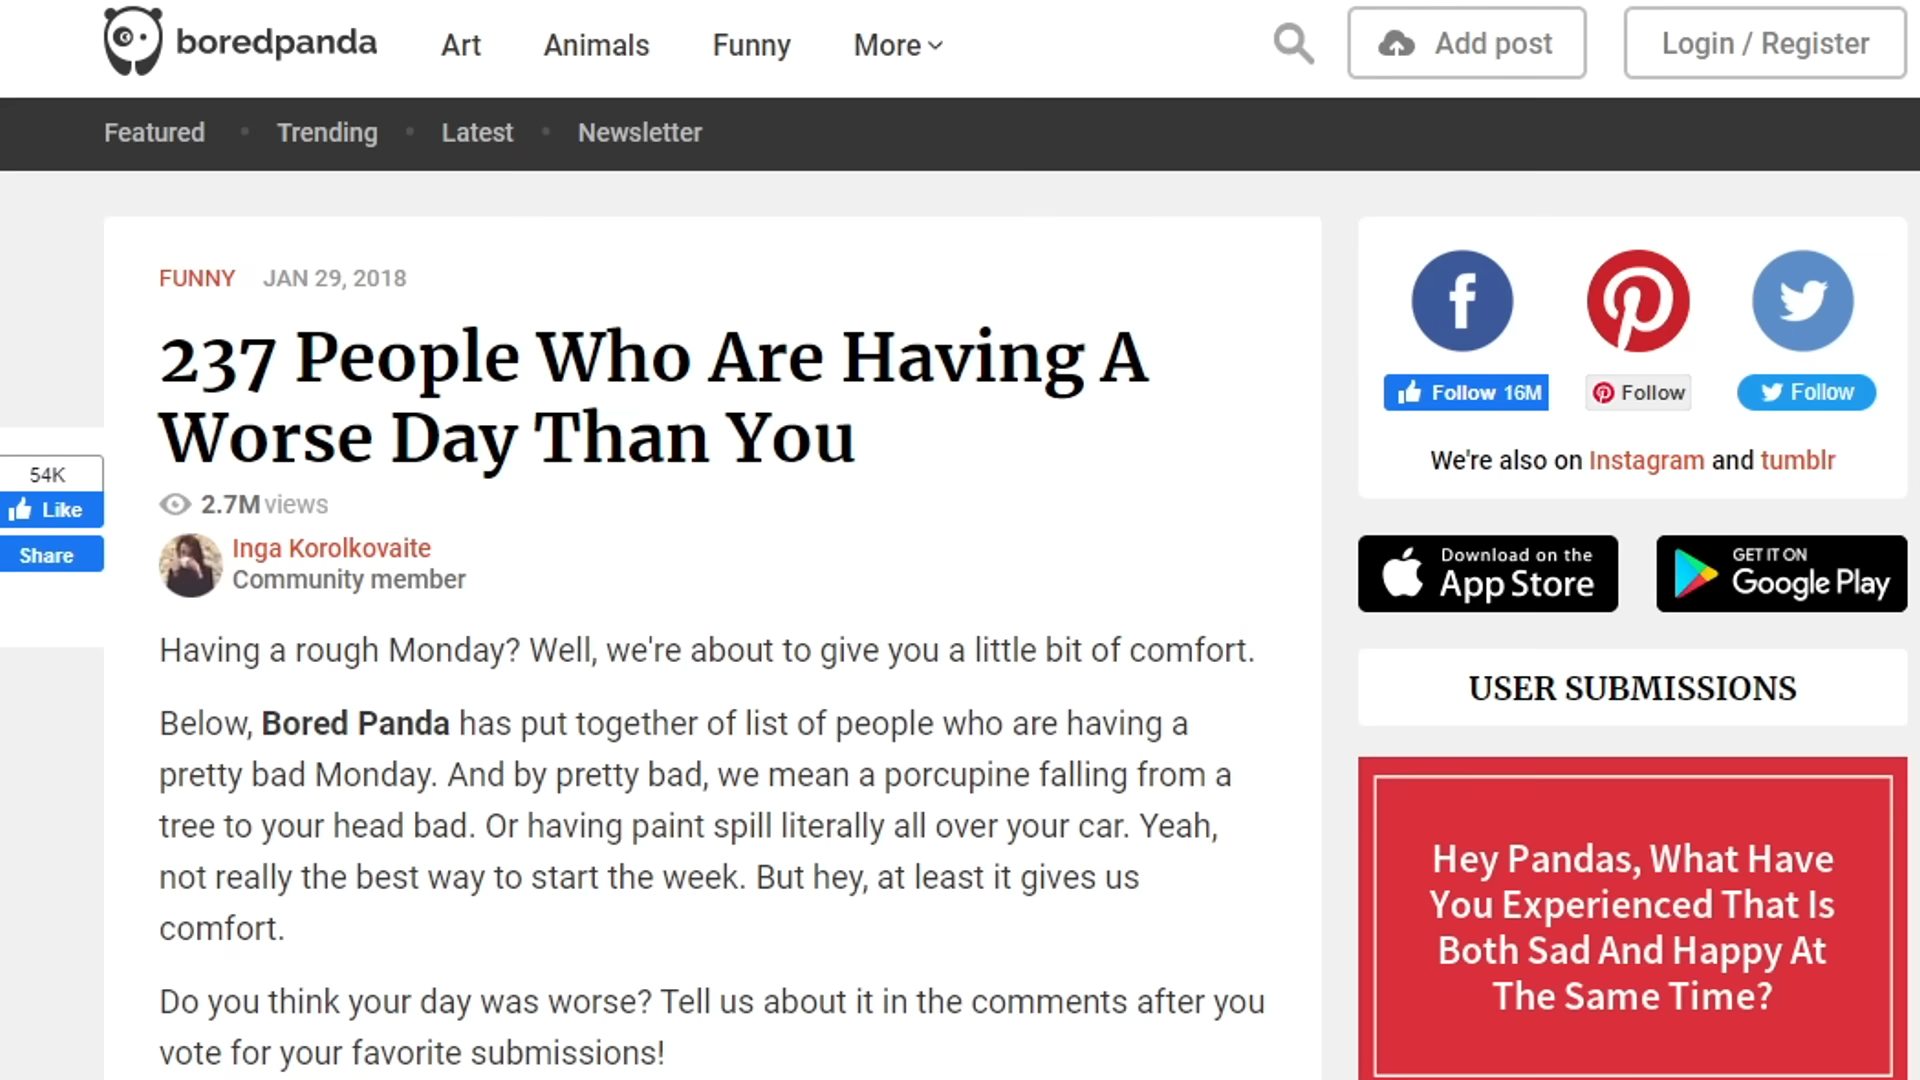 boredpanda
Art
Animals
Funny
More
Add post
Login / Register
Featured
Trending
Latest
Newsletter
FUNNY JAN 29, 2018
237 People Who Are Having A
Worse Day Than You
2.7M views
Inga Korolkovaite
Community member
54K
Like
Share
Having a rough Monday? Well, we're about to give you a little bit of comfort.
Below, Bored Panda has put together of list of people who are having a
pretty bad Monday. And by pretty bad, we mean a porcupine falling from a
tree to your head bad. Or having paint spill literally all over your car. Yeah,
not really the best way to start the week. But hey, at least it gives us
comfort.
Do you think your day was worse? Tell us about it in the comments after you
vote for your favorite submissions!
Follow 16M
Follow
Follow
We're also on Instagram and tumblr
Download on the
App Store
GET IT ON
Google Play
USER SUBMISSIONS
Hey Pandas, What Have
You Experienced That Is
Both Sad And Happy At
The Same Time?